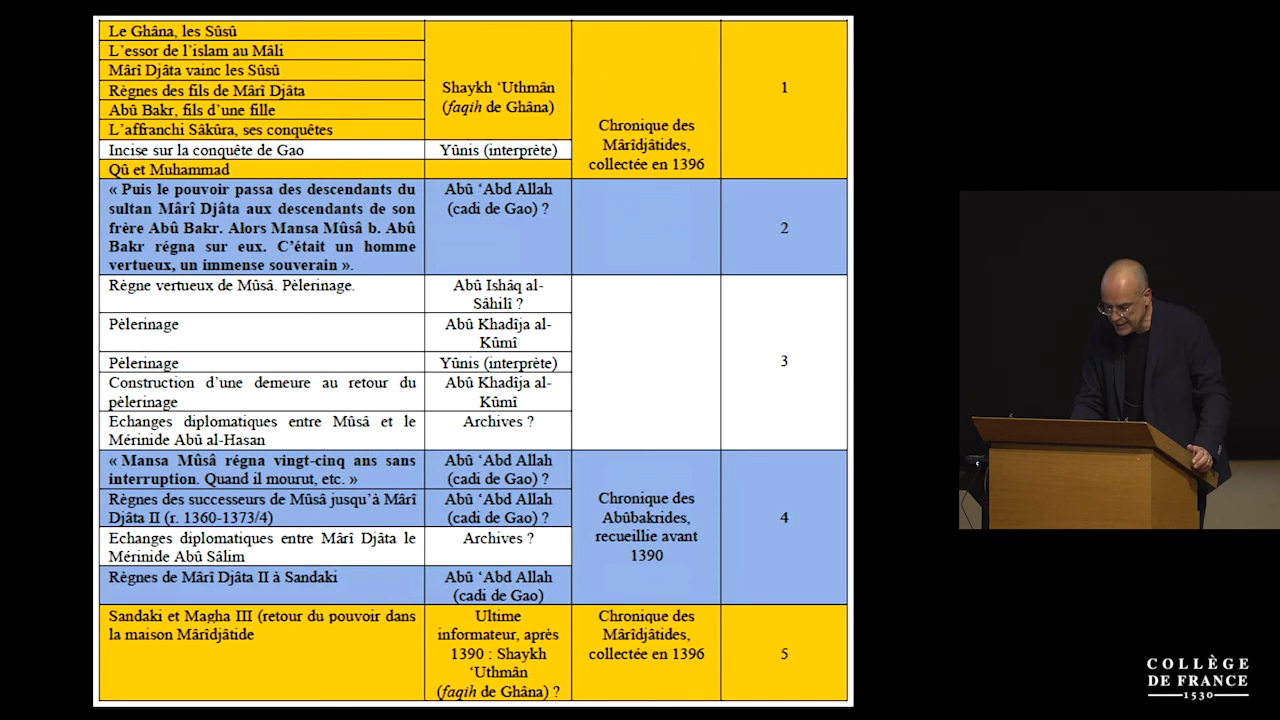 Le Ghâna, les Sûsû
L'essor de l'islam au Mâli
Mârî Djâta vainc les Sûsû
Règnes des fils de Mârî Djâta
Abû Bakr, fils d'une fille
L'affranchi Sâkûra, ses conquêtes
Shaykh ‘Uthmân
(faqih de Ghâna)
Incise sur la conquête de Gao
Yûnis (interprète)
Qû et Muhammad
Chronique des
Mârîdjâtides,
collectée en 1396
1
« Puis le pouvoir passa des descendants du
sultan Mârî Djâta aux descendants de son
frère Abû Bakr. Alors Mansa Mûsâ b. Abû
Bakr régna sur eux. C'était un homme
vertueux, un immense souverain ».
Abû ‘Abd Allah
(cadi de Gao) ?
2
Règne vertueux de Mûsâ. Pèlerinage.
Abû Ishâq al-
Sâhilî ?
Pèlerinage
Abû Khadîja al-
Kûmî
Pèlerinage
Yûnis (interprète)
Construction d'une demeure au retour du
pèlerinage
Abû Khadîja al-
Kûmî
Echanges diplomatiques entre Mûsâ et le
Mérinide Abû al-Hasan
Archives ?
3
« Mansa Mûsâ régna vingt-cinq ans sans
interruption. Quand il mourut, etc. »
Abû ‘Abd Allah
(cadi de Gao) ?
Règnes des successeurs de Mûsâ jusqu'à Mârî
Djâta II (r. 1360-1373/4)
Abû ‘Abd Allah
(cadi de Gao) ?
Echanges diplomatiques entre Mârî Djâta le
Mérinide Abû Sâlim
Archives ?
Règnes de Mârî Djâta II à Sandaki
Abû ‘Abd Allah
(cadi de Gao)
Chronique des
Abûbakrides,
recueillie avant
1390
4
Sandaki et Magha III (retour du pouvoir dans
la maison Mârîdjâtide
Ultime
informateur, après
1390 : Shaykh
‘Uthmân
(faqih de Ghâna) ?
Chronique des
Mârîdjâtides,
collectée en 1396
5
COLLÈGE
DE FRANCE
1530